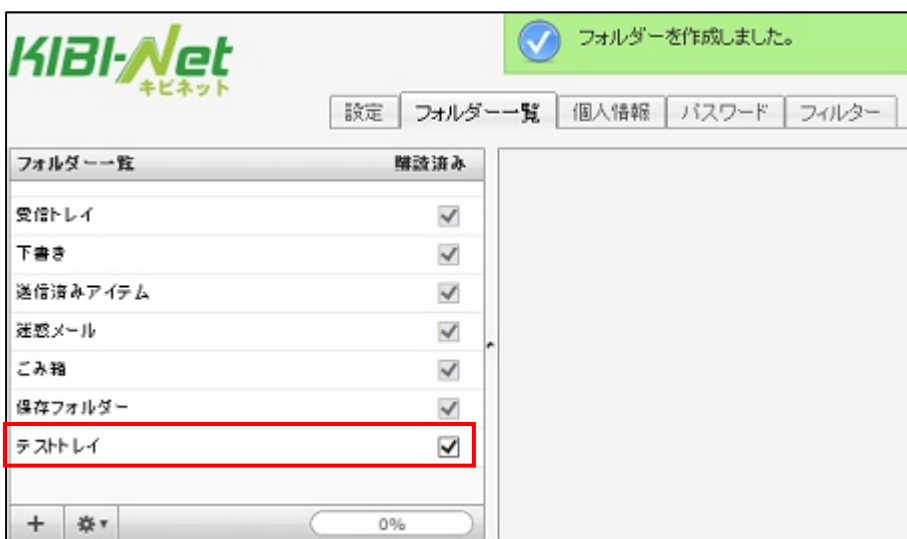 KIBI-Net
キビネット
フォルダーを作成しました。
設定 フォルダー一覧 個人情報 パスワード フィルター
フォルダー一覧 購読済み
受信トレイ
下書き
送信済みアイテム
迷惑メール
ごみ箱
保存フォルダー
テストトレイ
0%